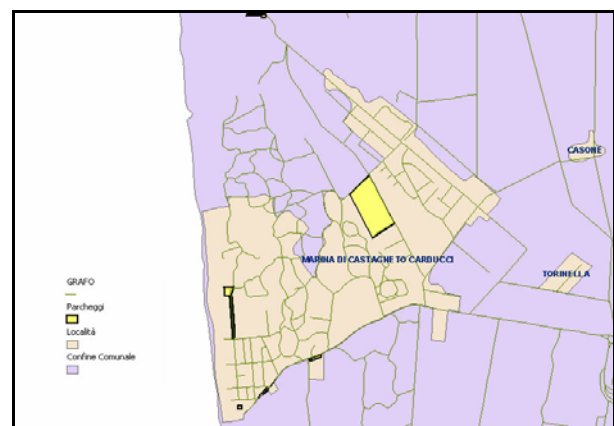 CASONE
MARINA DI CASTAGNETO CARDUCCI
TORINELLA
GRAFO
Parcheggi
Località
Confine Comunale